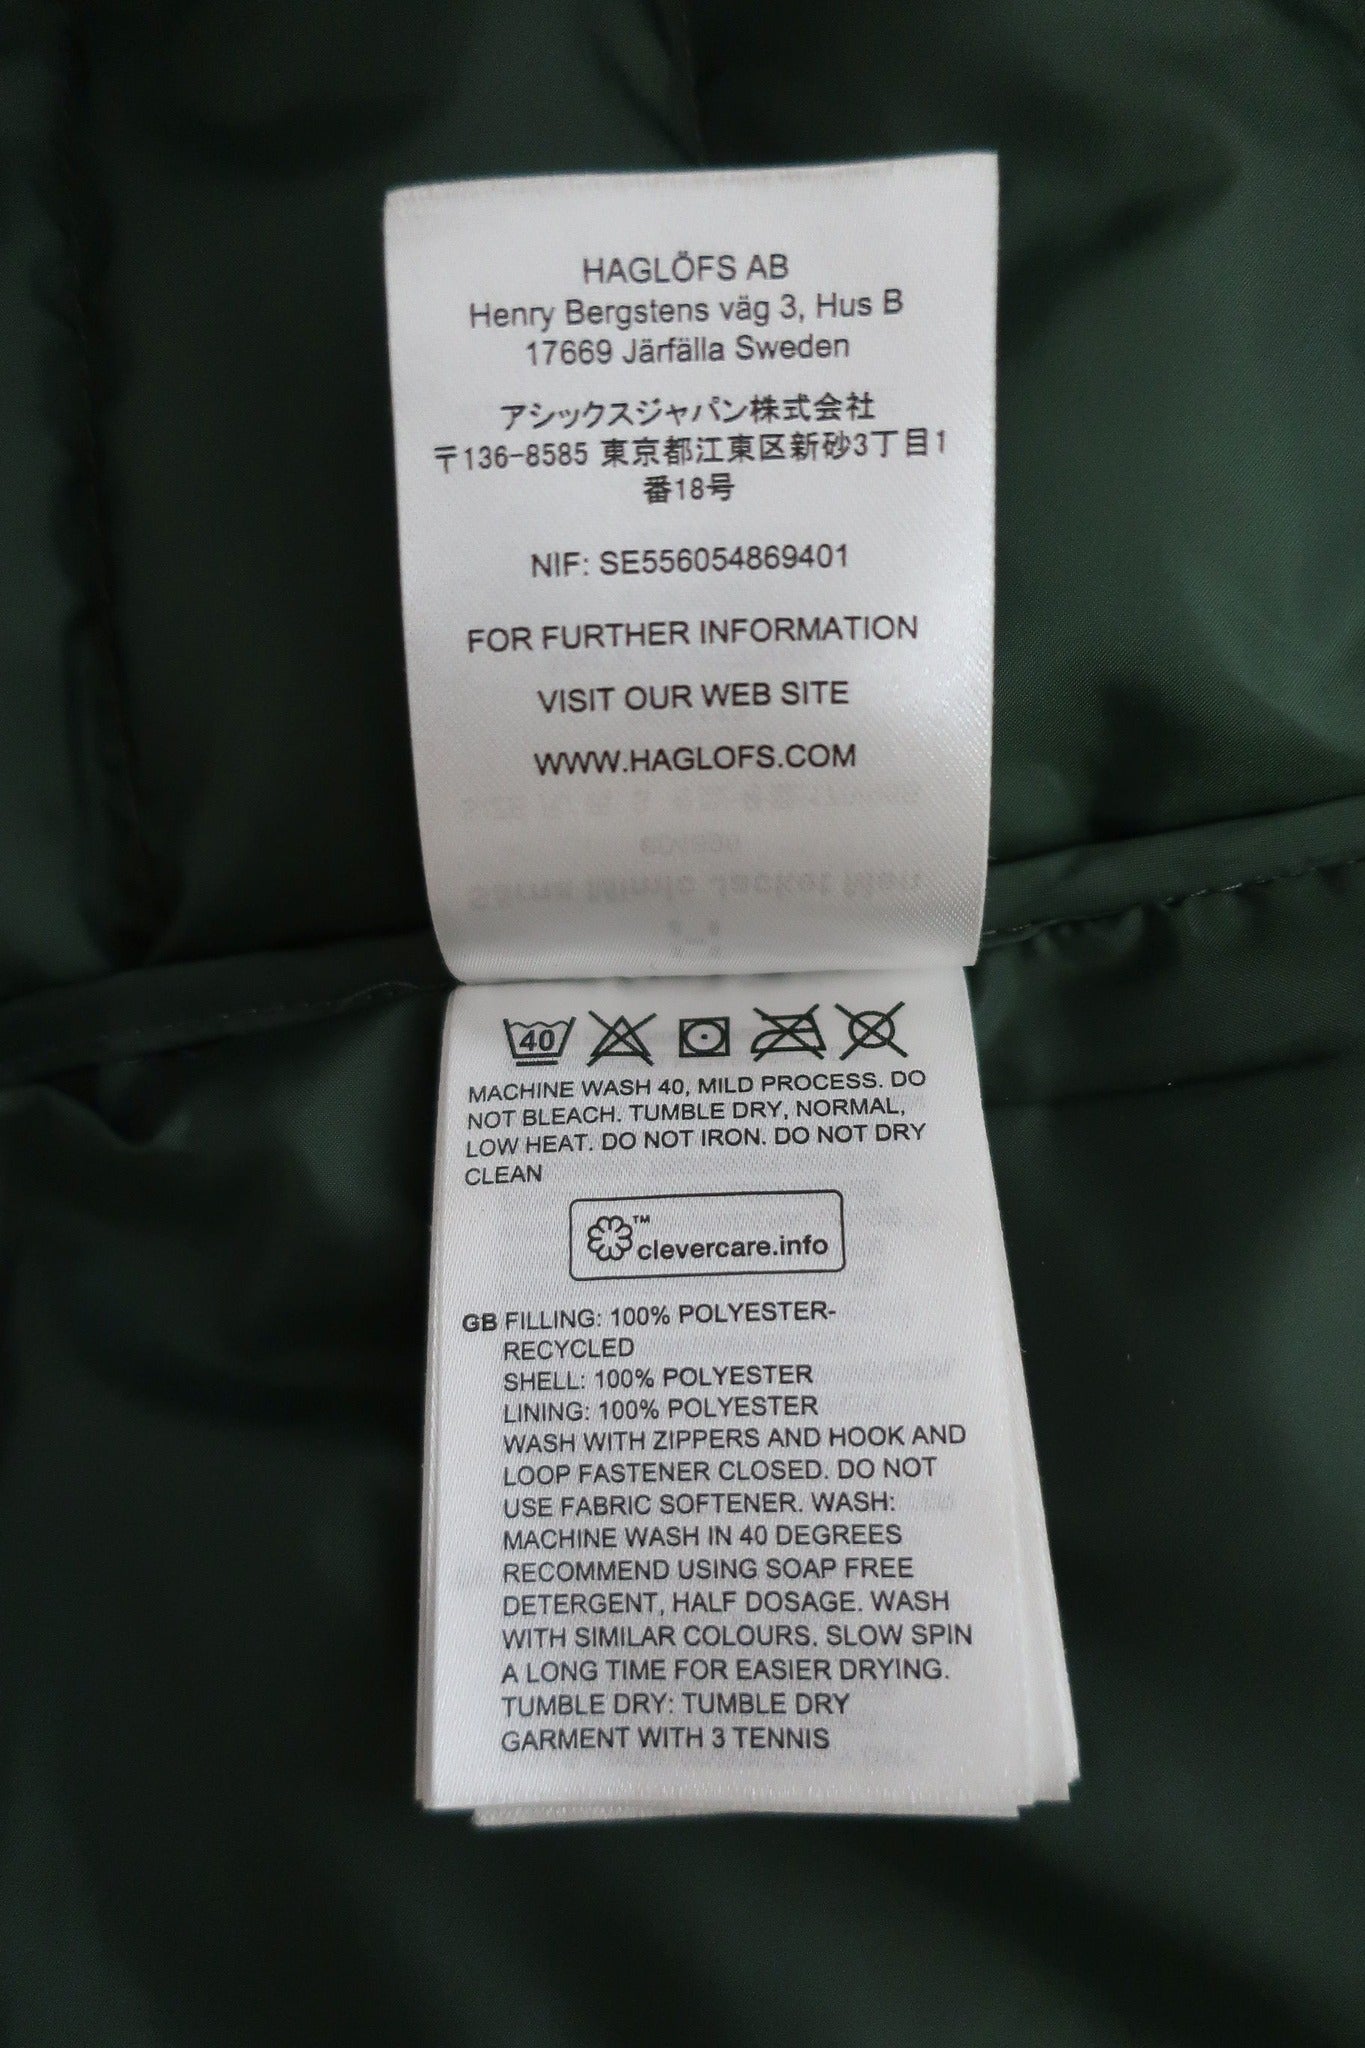 HAGLÖFS AB
Henry Bergstens väg 3, Hus B
17669 Järfälla Sweden
アシックスジャパン株式会社
〒136-8585 東京都江東区新砂3丁目1
番18号
NIF: SE556054869401
FOR FURTHER INFORMATION
VISIT OUR WEB SITE
WWW.HAGLOFS.COM
40
MACHINE WASH 40, MILD PROCESS. DO
NOT BLEACH. TUMBLE DRY, NORMAL,
LOW HEAT. DO NOT IRON. DO NOT DRY
CLEAN
™ clevercare.info
GB FILLING: 100% POLYESTER-
RECYCLED
SHELL: 100% POLYESTER
LINING: 100% POLYESTER
WASH WITH ZIPPERS AND HOOK AND
LOOP FASTENER CLOSED. DO NOT
USE FABRIC SOFTENER. WASH:
MACHINE WASH IN 40 DEGREES
RECOMMEND USING SOAP FREE
DETERGENT, HALF DOSAGE. WASH
WITH SIMILAR COLOURS. SLOW SPIN
A LONG TIME FOR EASIER DRYING.
TUMBLE DRY: TUMBLE DRY
GARMENT WITH 3 TENNIS